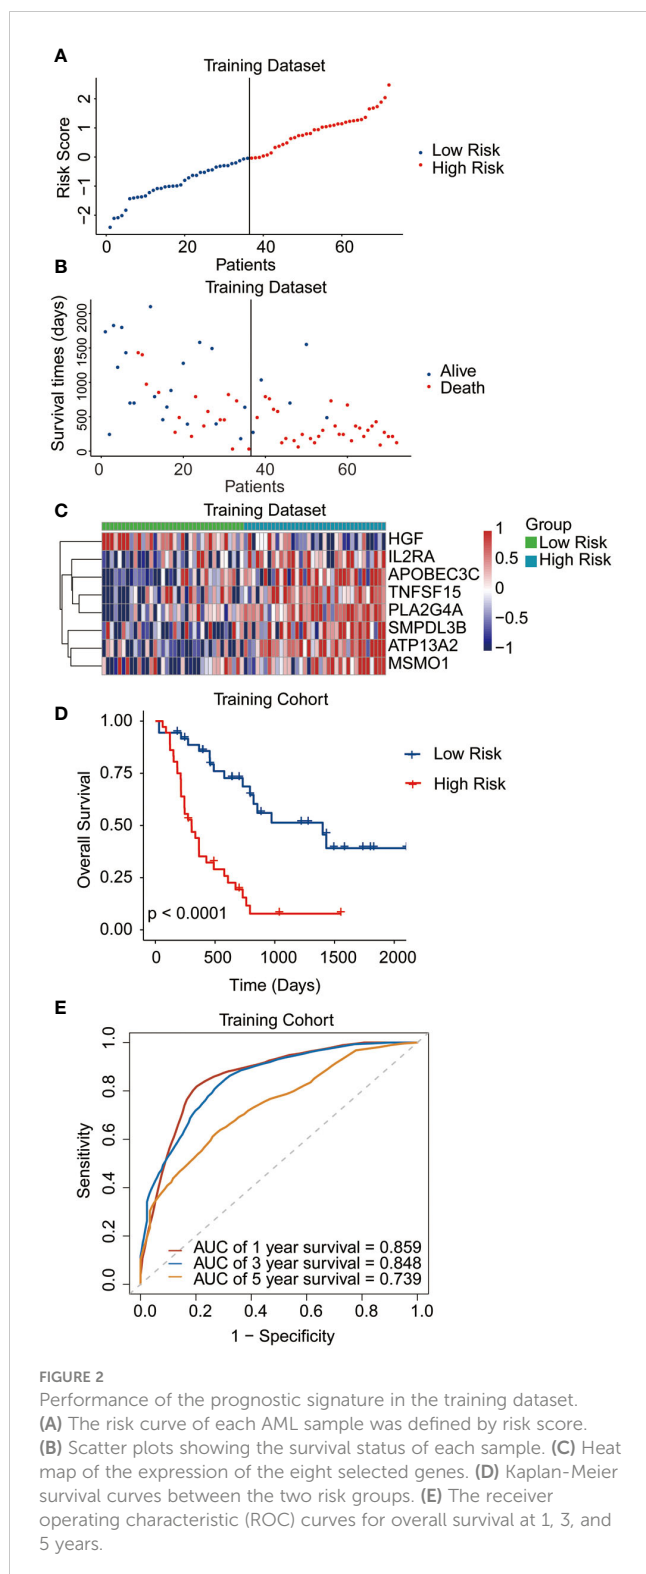 A
Training Dataset
Risk Score
2
1
0
−1
−2
0
20
40
60
Patients
Low Risk
High Risk
B
Training Dataset
Survival times (days)
2000
1500
1000
500
0
0
20
40
60
Patients
Alive
Death
C
Training Dataset
HGF
IL2RA
APOBEC3C
TNFSF15
PLA2G4A
SMPDL3B
ATP13A2
MSMO1
1
0.5
0
−0.5
−1
Group
Low Risk
High Risk
D
Training Cohort
Overall Survival
1.00
0.75
0.50
0.25
0.00
p < 0.0001
0
500
1000
1500
2000
Time (Days)
Low Risk
High Risk
E
Training Cohort
Sensitivity
1.0
0.8
0.6
0.4
0.2
0.0
AUC of 1 year survival = 0.859
AUC of 3 year survival = 0.848
AUC of 5 year survival = 0.739
0.0
0.2
0.4
0.6
0.8
1.0
1 − Specificity
FIGURE 2
Performance of the prognostic signature in the training dataset.
(A) The risk curve of each AML sample was defined by risk score.
(B) Scatter plots showing the survival status of each sample. (C) Heat
map of the expression of the eight selected genes. (D) Kaplan-Meier
survival curves between the two risk groups. (E) The receiver
operating characteristic (ROC) curves for overall survival at 1, 3, and
5 years.